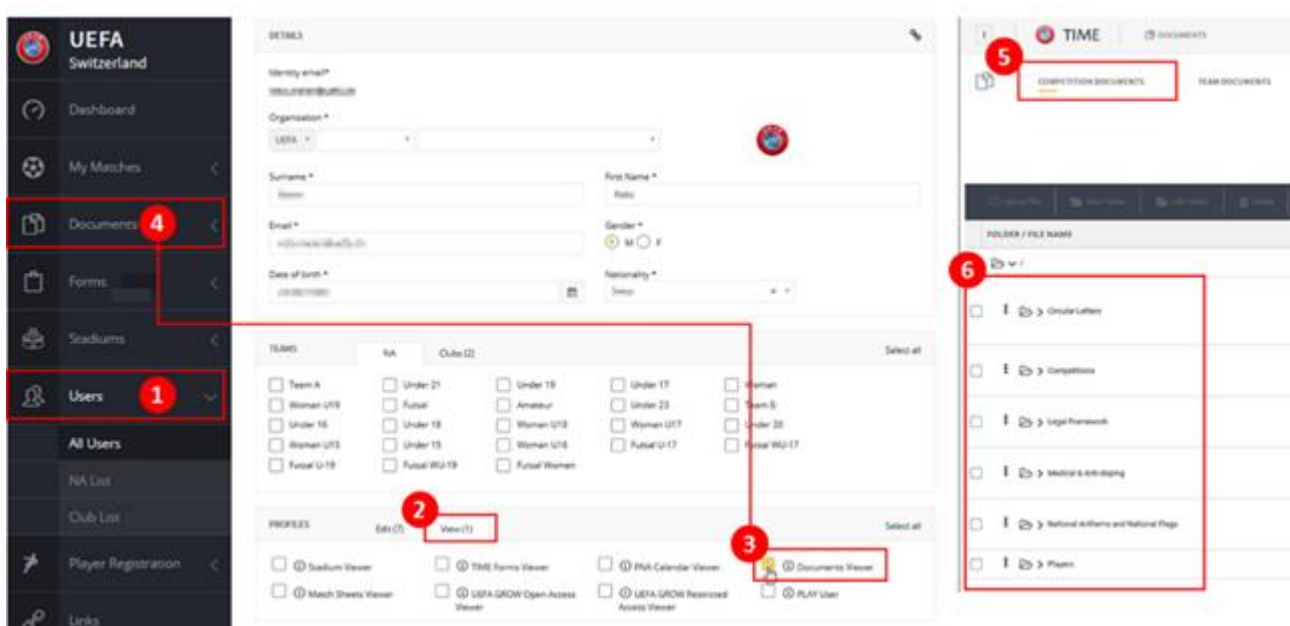 UEFA
Switzerland
Dashboard
My Matches
Documents 4
Forms
Stadiums
Users 1
All Users
NA List
Club List
Player Registration
Links
DETAILS
Identity email*
Organisation *
UEFA
Surname *
First Name *
Email *
Gender *
M F
Date of birth *
Nationality *
TEAMS NA Clubs (2) Select all
Team A Under 21 Under 19 Under 17 Woman
Woman U19 Futsal Amateur Under 23 Team B
Under 16 Under 18 Woman U18 Woman U17 Under 20
Woman U15 Under 15 Woman U16 Futsal U-17 Futsal WU-17
Futsal U-19 Futsal WU-19 Futsal Women
2
PROFILES Edit (7) View (1) Select all
3
Stadium Viewer TIME Forms Viewer PNA Calendar Viewer Documents Viewer
Match Sheets Viewer UEFA GROW Open Access Viewer UEFA GROW Restricted Access Viewer PLAY User
TIME DOCUMENTS
5
COMPETITION DOCUMENTS TEAM DOCUMENTS
FOLDER / FILE NAME
6
/
Circular Letters
Competitions
Legal Framework
Medical & Anti-doping
National Anthems and National Flags
Players